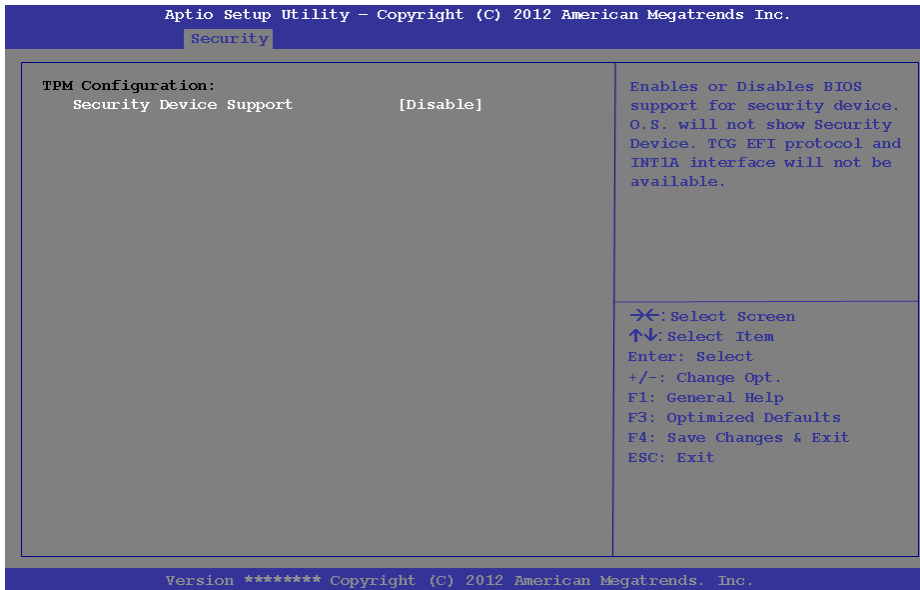 Aptio Setup Utility – Copyright (C) 2012 American Megatrends Inc.
Security
TPM Configuration:
Security Device Support [Disable]
Enables or Disables BIOS
support for security device.
O.S. will not show Security
Device. TCG EFI protocol and
INT1A interface will not be
available.
→←: Select Screen
↑↓: Select Item
Enter: Select
+/-: Change Opt.
F1: General Help
F3: Optimized Defaults
F4: Save Changes & Exit
ESC: Exit
Version ******** Copyright (C) 2012 American Megatrends. Inc.